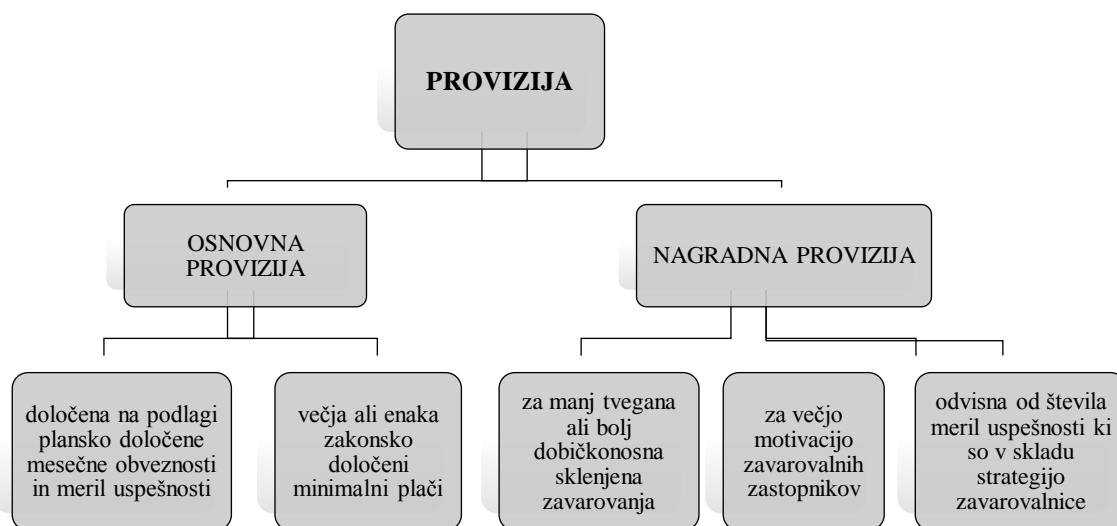 PROVIZIJA
OSNOVNA
PROVIZIJA
NAGRADNA PROVIZIJA
določena na podlagi
plansko določene
mesečne obveznosti
in meril uspešnosti
večja ali enaka
zakonsko
določeni
minimalni plači
za manj tvegana
ali bolj
dobičkonosna
sklenjena
zavarovanja
za večjo
motivacijo
zavarovalnih
zastopnikov
odvisna od števila
meril uspešnosti ki
so v skladu
strategijo
zavarovalnice